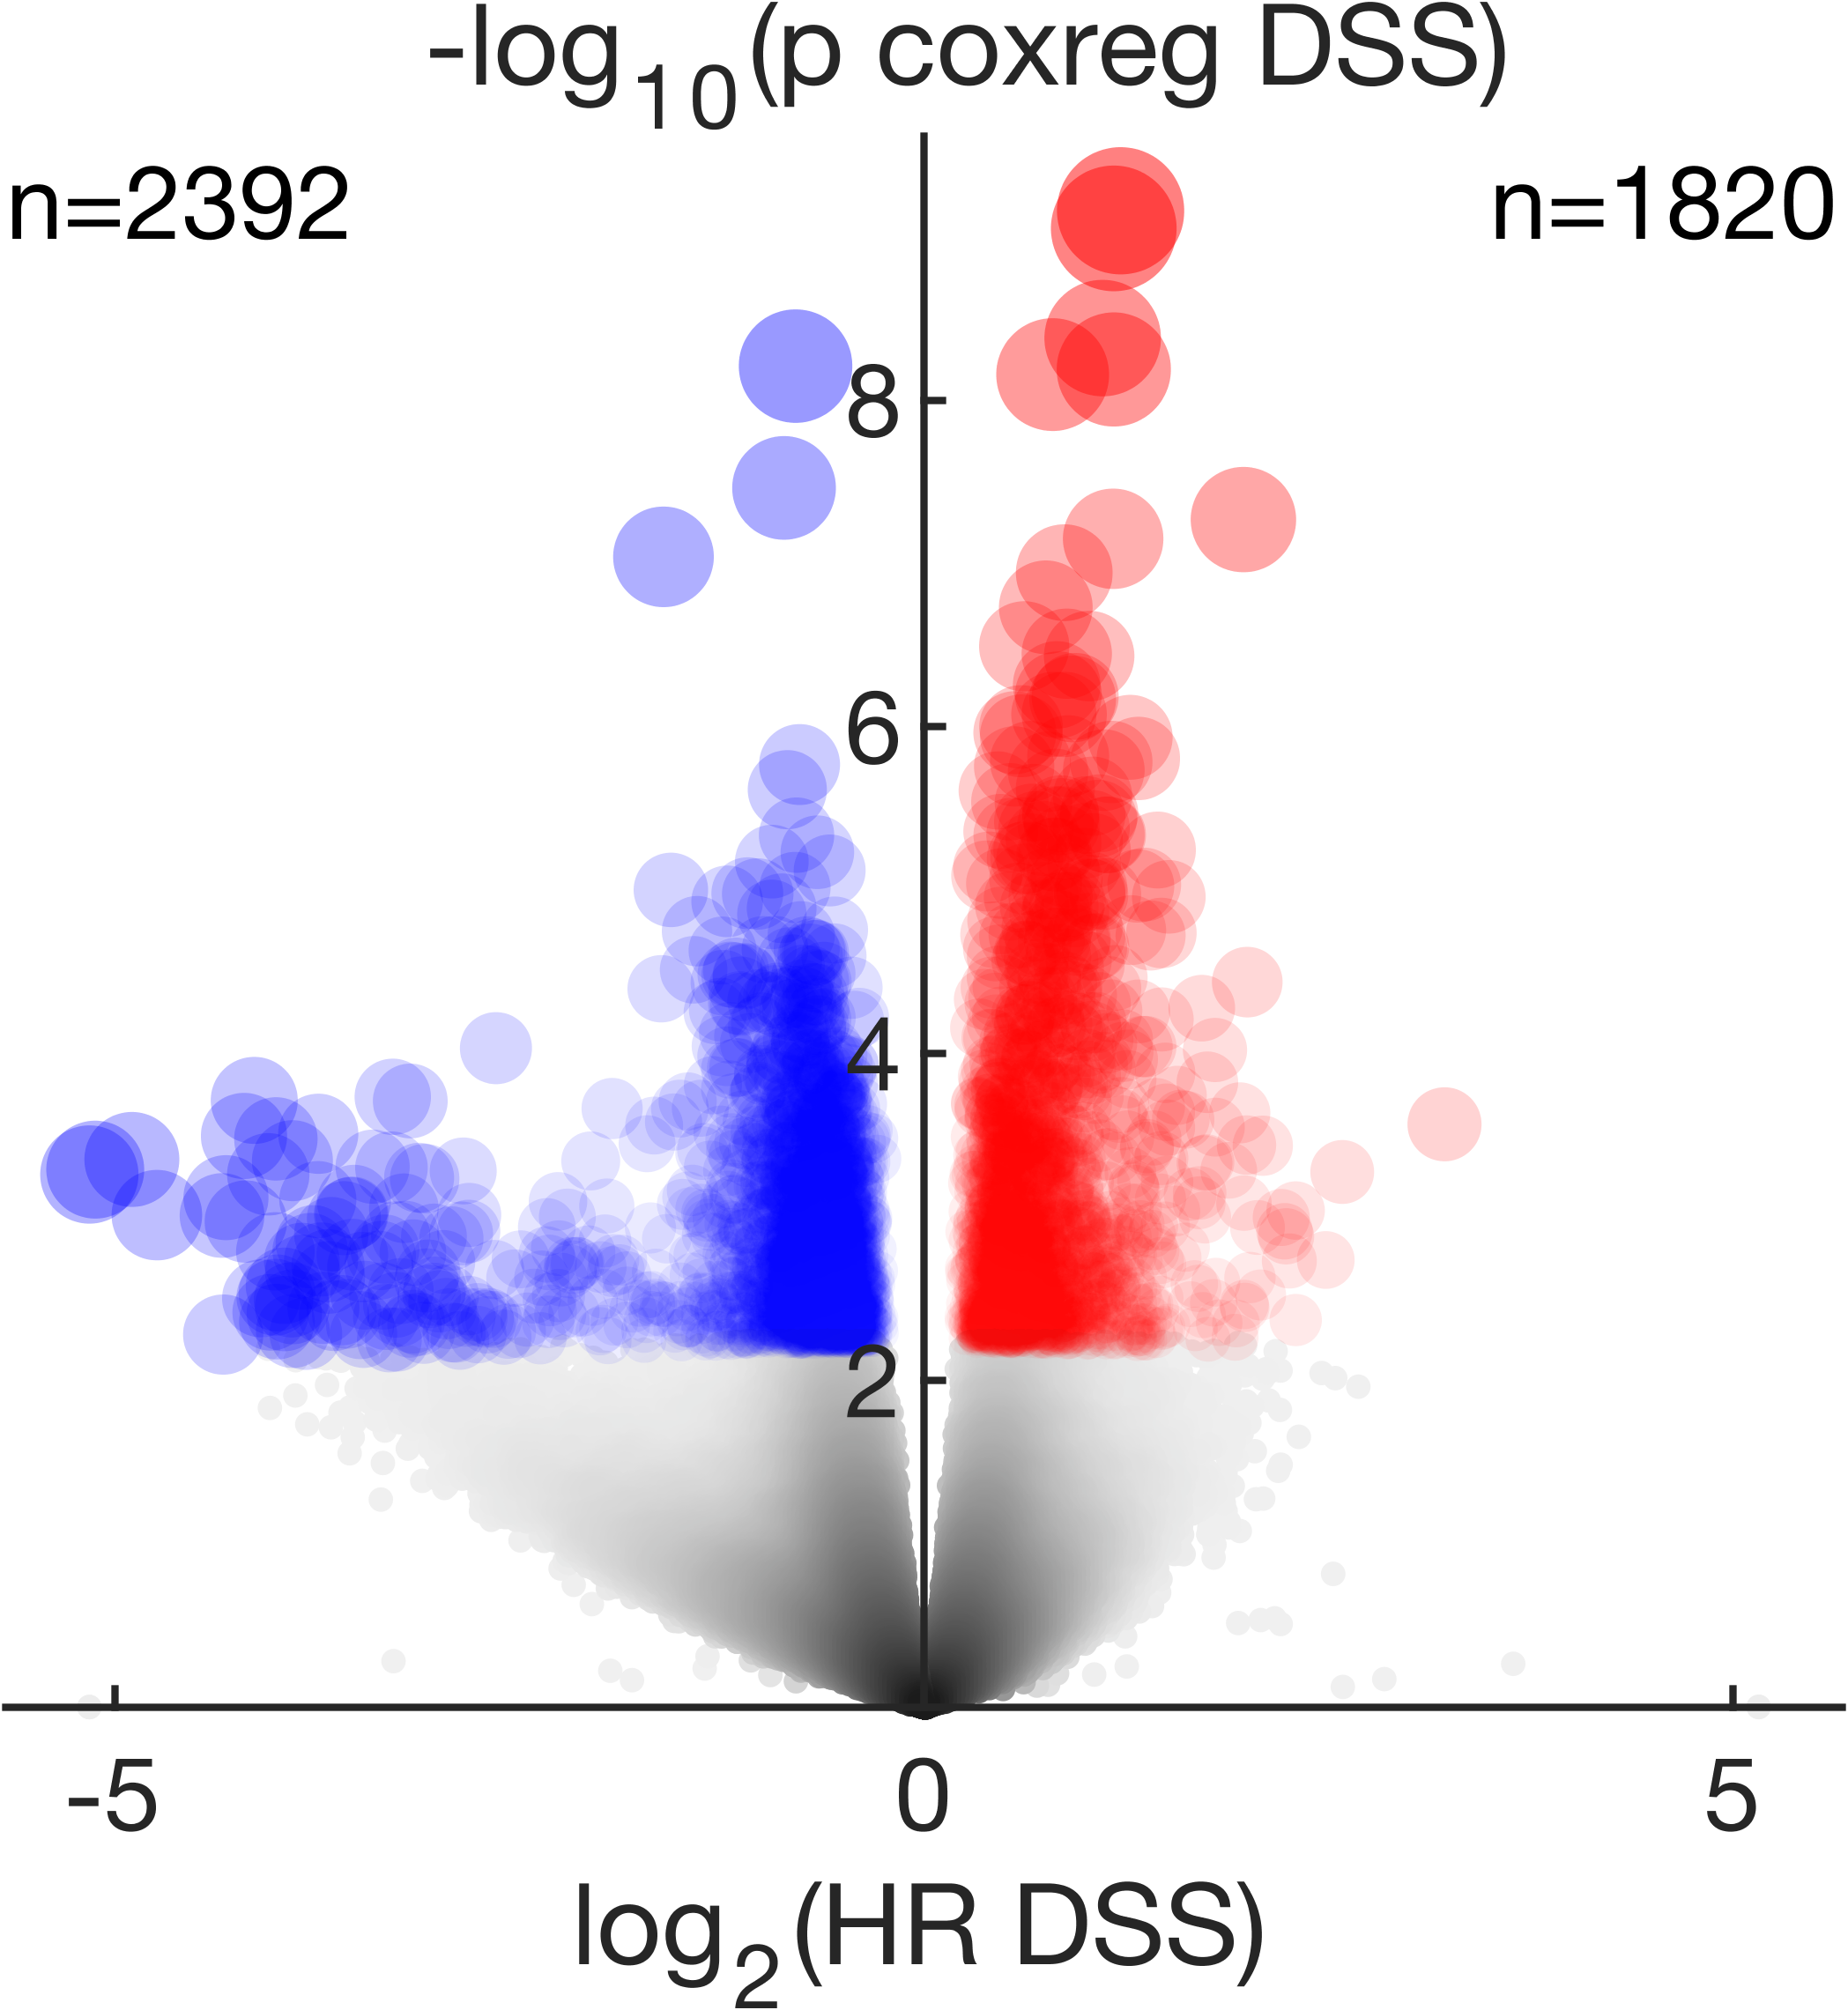 -log10(p coxreg DSS)
n=2392 n=1820
8
6
4
2
-5 0 5
log2(HR DSS)